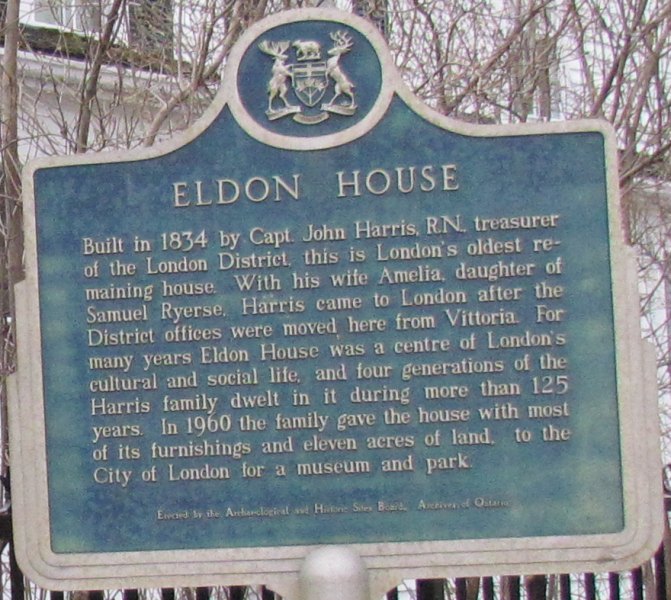 ELDON HOUSE
Built in 1834 by Capt. John Harris, R.N., treasurer
of the London District, this is London's oldest re-
maining house. With his wife Amelia, daughter of
Samuel Ryerse, Harris came to London after the
District offices were moved here from Vittoria. For
many years Eldon House was a centre of London's
cultural and social life, and four generations of the
Harris family dwelt in it during more than 125
years. In 1960 the family gave the house with most
of its furnishings and eleven acres of land, to the
City of London for a museum and park.
Erected by the Archaeological and Historic Sites Board, Archives of Ontario